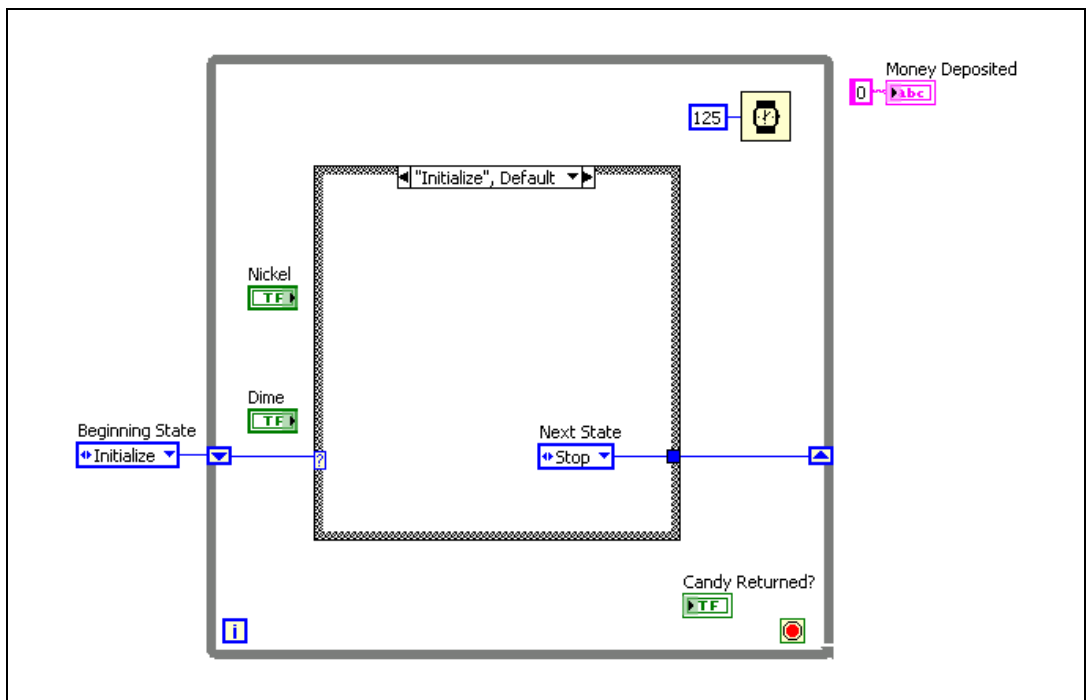 Money Deposited
0 abc
125
"Initialize", Default
Nickel
TF
Dime
TF
Beginning State
Initialize
?
Next State
Stop
Candy Returned?
TF
i